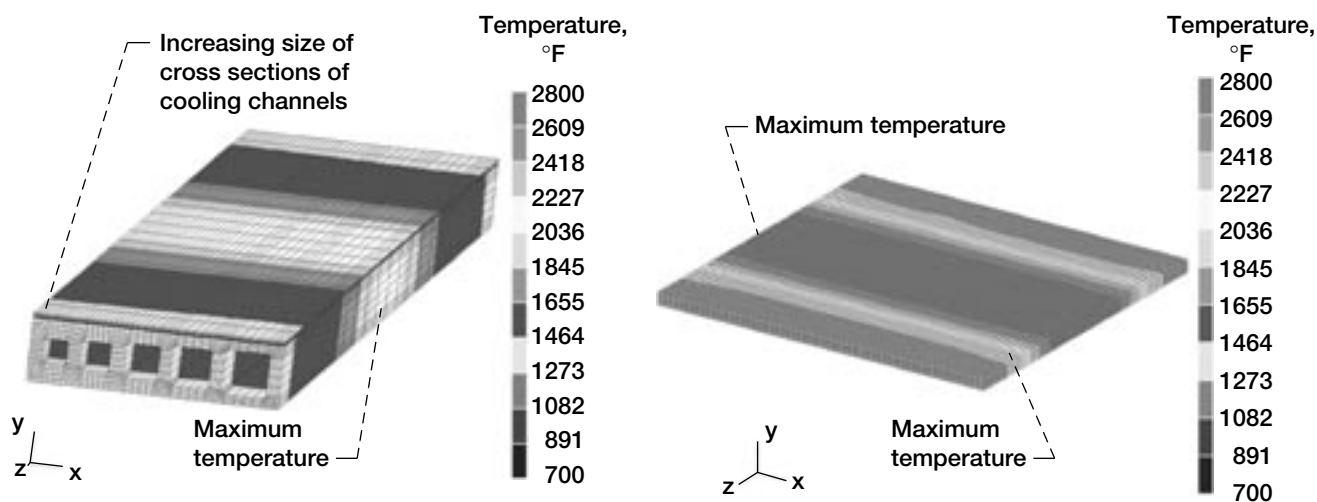 Increasing size of
cross sections of
cooling channels
Temperature,
°F
2800
2609
2418
2227
2036
1845
1655
1464
1273
1082
891
700
Maximum
temperature
y
z
x
Maximum temperature
Temperature,
°F
2800
2609
2418
2227
2036
1845
1655
1464
1273
1082
891
700
Maximum
temperature
y
z
x